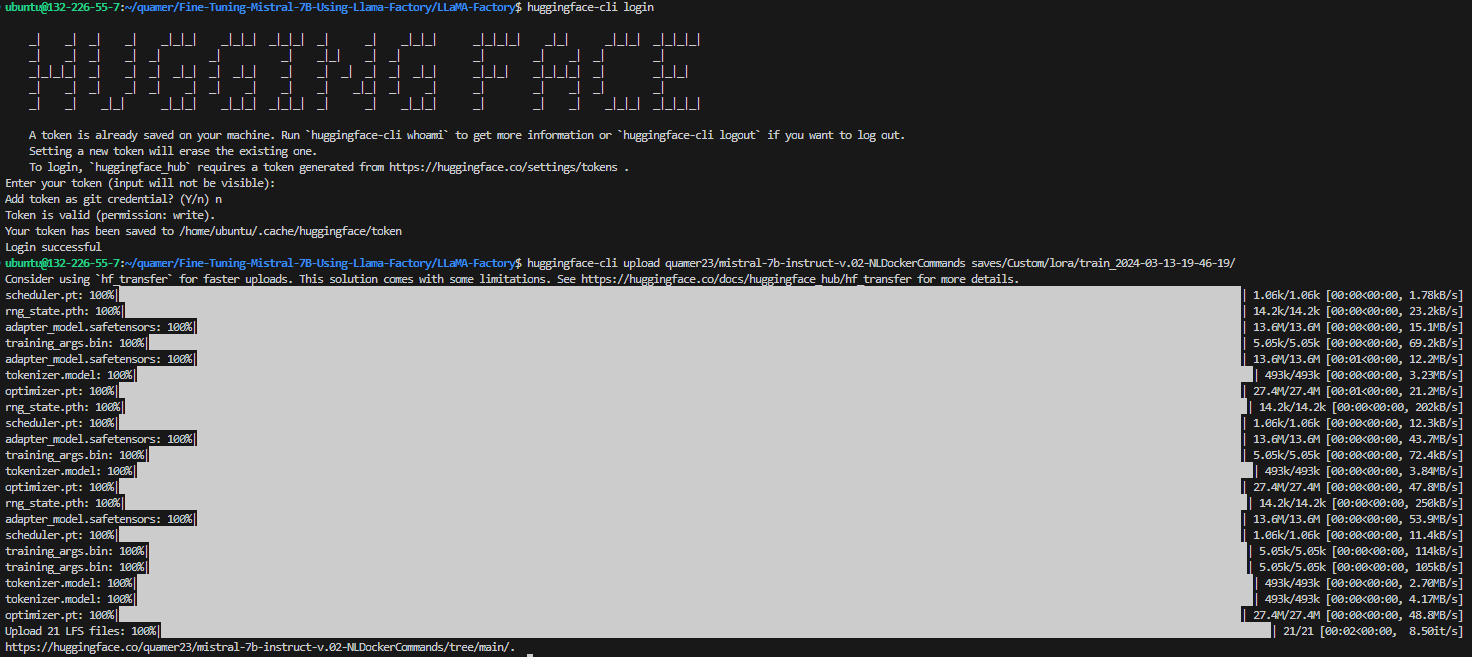 ubuntu@132-226-55-7:~/quamer/Fine-Tuning-Mistral-7B-Using-Llama-Factory/LLaMA-Factory$ huggingface-cli login
HUGGING FACE
A token is already saved on your machine. Run `huggingface-cli whoami` to get more information or `huggingface-cli logout` if you want to log out.
Setting a new token will erase the existing one.
To login, `huggingface_hub` requires a token generated from https://huggingface.co/settings/tokens .
Enter your token (input will not be visible):
Add token as git credential? (Y/n) n
Token is valid (permission: write).
Your token has been saved to /home/ubuntu/.cache/huggingface/token
Login successful
ubuntu@132-226-55-7:~/quamer/Fine-Tuning-Mistral-7B-Using-Llama-Factory/LLaMA-Factory$ huggingface-cli upload quamer23/mistral-7b-instruct-v.02-NLDockerCommands saves/Custom/lora/train_2024-03-13-19-46-19/
Consider using `hf_transfer` for faster uploads. This solution comes with some limitations. See https://huggingface.co/docs/huggingface_hub/hf_transfer for more details.
scheduler.pt: 100%| | 1.06k/1.06k [00:00<00:00, 1.78kB/s]
rng_state.pth: 100%| | 14.2k/14.2k [00:00<00:00, 23.2kB/s]
adapter_model.safetensors: 100%| | 13.6M/13.6M [00:00<00:00, 15.1MB/s]
training_args.bin: 100%| | 5.05k/5.05k [00:00<00:00, 69.2kB/s]
adapter_model.safetensors: 100%| | 13.6M/13.6M [00:01<00:00, 12.2MB/s]
tokenizer.model: 100%| | 493k/493k [00:00<00:00, 3.23MB/s]
optimizer.pt: 100%| | 27.4M/27.4M [00:01<00:00, 21.2MB/s]
rng_state.pth: 100%| | 14.2k/14.2k [00:00<00:00, 202kB/s]
scheduler.pt: 100%| | 1.06k/1.06k [00:00<00:00, 12.3kB/s]
adapter_model.safetensors: 100%| | 13.6M/13.6M [00:00<00:00, 43.7MB/s]
training_args.bin: 100%| | 5.05k/5.05k [00:00<00:00, 72.4kB/s]
tokenizer.model: 100%| | 493k/493k [00:00<00:00, 3.84MB/s]
optimizer.pt: 100%| | 27.4M/27.4M [00:00<00:00, 47.8MB/s]
rng_state.pth: 100%| | 14.2k/14.2k [00:00<00:00, 250kB/s]
adapter_model.safetensors: 100%| | 13.6M/13.6M [00:00<00:00, 53.9MB/s]
scheduler.pt: 100%| | 1.06k/1.06k [00:00<00:00, 11.4kB/s]
training_args.bin: 100%| | 5.05k/5.05k [00:00<00:00, 114kB/s]
training_args.bin: 100%| | 5.05k/5.05k [00:00<00:00, 105kB/s]
tokenizer.model: 100%| | 493k/493k [00:00<00:00, 2.70MB/s]
tokenizer.model: 100%| | 493k/493k [00:00<00:00, 4.17MB/s]
optimizer.pt: 100%| | 27.4M/27.4M [00:00<00:00, 48.8MB/s]
Upload 21 LFS files: 100%| | 21/21 [00:02<00:00, 8.50it/s]
https://huggingface.co/quamer23/mistral-7b-instruct-v.02-NLDockerCommands/tree/main/.